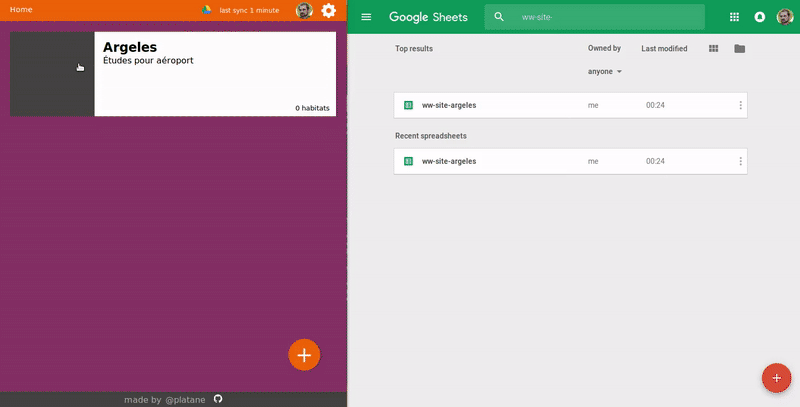 Home
last sync 1 minute
Argeles
Études pour aéroport
0 habitats
made by @platane
Google Sheets
ww-site-
Top results
Owned by
Last modified
anyone
ww-site-argeles
me
00:24
Recent spreadsheets
ww-site-argeles
me
00:24